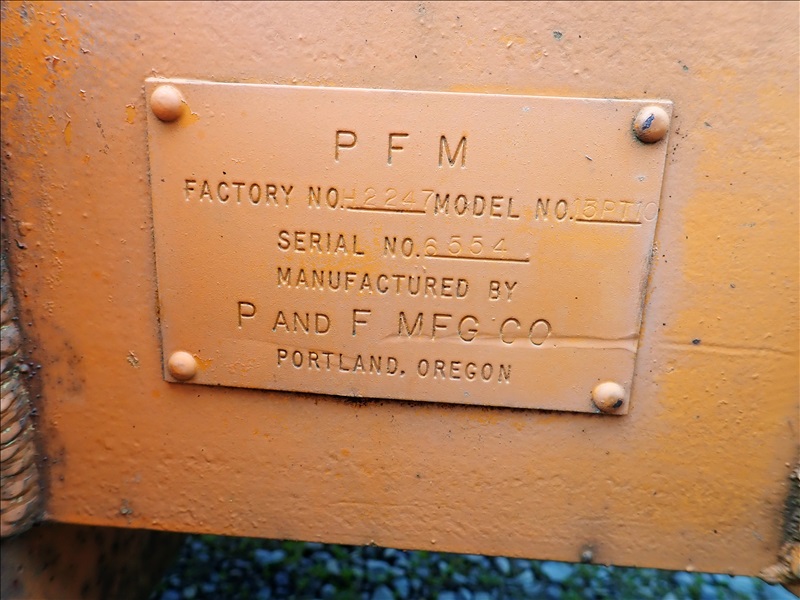 P F M
FACTORY NO. H2247 MODEL NO. 15PT10
SERIAL NO. 6554
MANUFACTURED BY
P AND F MFG CO
PORTLAND, OREGON